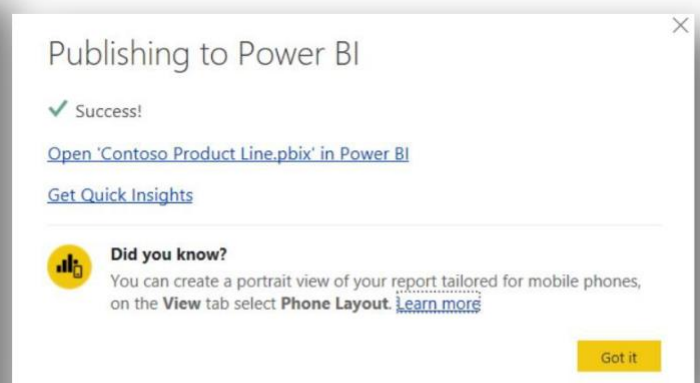 Publishing to Power BI
Success!
Open 'Contoso Product Line.pbix' in Power BI
Get Quick Insights
Did you know?
You can create a portrait view of your report tailored for mobile phones,
on the View tab select Phone Layout. Learn more
Got it